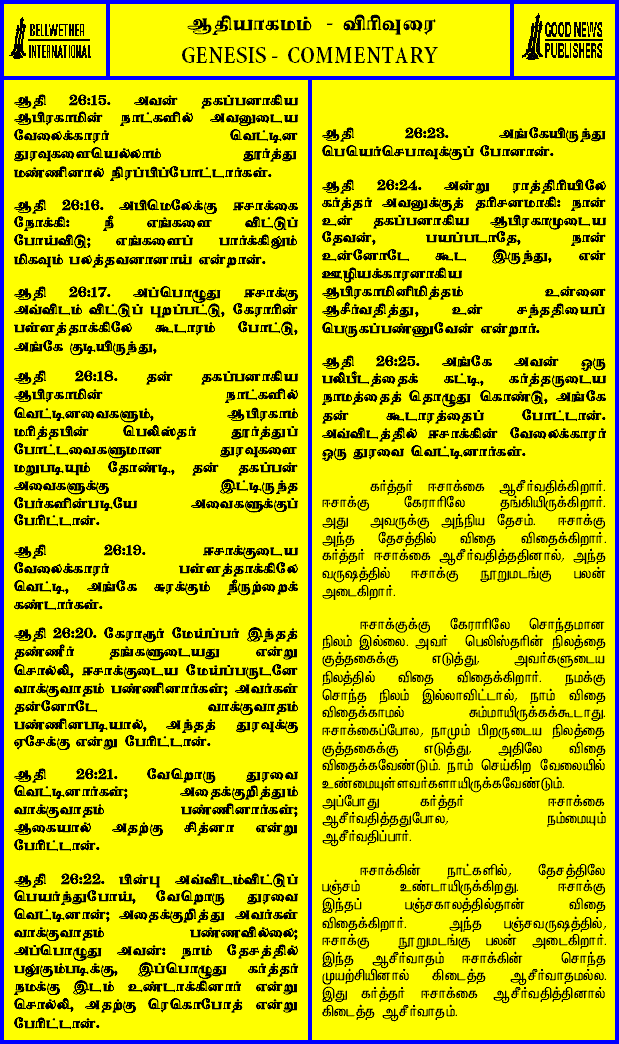 BELLWETHER
INTERNATIONAL
ஆதியாகமம் - விரிவுரை
GENESIS - COMMENTARY
GOOD NEWS
PUBLISHERS
ஆதி 26:15. அவன் தகப்பனாகிய
ஆபிரகாமின் நாட்களில் அவனுடைய
வேலைக்காரர் வெட்டின
துரவுகளையெல்லாம் தூர்த்து
மண்ணினால் நிரப்பிப்போட்டார்கள்.
ஆதி 26:16. அபிமெலேக்கு ஈசாக்கை
நோக்கி: நீ எங்களை விட்டுப்
போய்விடு; எங்களைப் பார்க்கிலும்
மிகவும் பலத்தவனானாய் என்றான்.
ஆதி 26:17. அப்பொழுது ஈசாக்கு
அவ்விடம் விட்டுப் புறப்பட்டு, கேராரின்
பள்ளத்தாக்கிலே கூடாரம் போட்டு,
அங்கே குடியிருந்து,
ஆதி 26:18. தன் தகப்பனாகிய
ஆபிரகாமின் நாட்களில்
வெட்டினவைகளும், ஆபிரகாம்
மரித்தபின் பெலிஸ்தர் தூர்த்துப்
போட்டவைகளுமான துரவுகளை
மறுபடியும் தோண்டி, தன் தகப்பன்
அவைகளுக்கு இட்டிருந்த
பேர்களின்படியே அவைகளுக்குப்
பேரிட்டான்.
ஆதி 26:19. ஈசாக்குடைய
வேலைக்காரர் பள்ளத்தாக்கிலே
வெட்டி, அங்கே சுரக்கும் நீரூற்றைக்
கண்டார்கள்.
ஆதி 26:20. கேராரூர் மேய்ப்பர் இந்தத்
தண்ணீர் தங்களுடையது என்று
சொல்லி, ஈசாக்குடைய மேய்ப்பருடனே
வாக்குவாதம் பண்ணினார்கள்; அவர்கள்
தன்னோடே வாக்குவாதம்
பண்ணினபடியால், அந்தத் துரவுக்கு
ஏசேக்கு என்று பேரிட்டான்.
ஆதி 26:21. வேறொரு துரவை
வெட்டினார்கள்; அதைக்குறித்தும்
வாக்குவாதம் பண்ணினார்கள்;
ஆகையால் அதற்கு சித்னா என்று
பேரிட்டான்.
ஆதி 26:22. பின்பு அவ்விடம்விட்டுப்
பெயர்ந்துபோய், வேறொரு துரவை
வெட்டினான்; அதைக்குறித்து அவர்கள்
வாக்குவாதம் பண்ணவில்லை;
அப்பொழுது அவன்: நாம் தேசத்தில்
பலுகும்படிக்கு, இப்பொழுது கர்த்தர்
நமக்கு இடம் உண்டாக்கினார் என்று
சொல்லி, அதற்கு ரெகொபோத் என்று
பேரிட்டான்.
ஆதி 26:23. அங்கேயிருந்து
பெயெர்செபாவுக்குப் போனான்.
ஆதி 26:24. அன்று ராத்திரியிலே
கர்த்தர் அவனுக்குத் தரிசனமாகி: நான்
உன் தகப்பனாகிய ஆபிரகாமுடைய
தேவன், பயப்படாதே, நான்
உன்னோடே கூட இருந்து, என்
ஊழியக்காரனாகிய
ஆபிரகாமினிமித்தம் உன்னை
ஆசீர்வதித்து, உன் சந்ததியைப்
பெருகப்பண்ணுவேன் என்றார்.
ஆதி 26:25. அங்கே அவன் ஒரு
பலிபீடத்தைக் கட்டி, கர்த்தருடைய
நாமத்தைத் தொழுது கொண்டு, அங்கே
தன் கூடாரத்தைப் போட்டான்.
அவ்விடத்தில் ஈசாக்கின் வேலைக்காரர்
ஒரு துரவை வெட்டினார்கள்.
கர்த்தர் ஈசாக்கை ஆசீர்வதிக்கிறார்.
ஈசாக்கு கேராரிலே தங்கியிருக்கிறார்.
அது அவருக்கு அந்நிய தேசம். ஈசாக்கு
அந்த தேசத்தில் விதை விதைக்கிறார்.
கர்த்தர் ஈசாக்கை ஆசீர்வதித்ததினால், அந்த
வருஷத்தில் ஈசாக்கு நூறுமடங்கு பலன்
அடைகிறார்.
ஈசாக்குக்கு கேராரிலே சொந்தமான
நிலம் இல்லை. அவர் பெலிஸ்தரின் நிலத்தை
குத்தகைக்கு எடுத்து, அவர்களுடைய
நிலத்தில் விதை விதைக்கிறார். நமக்கு
சொந்த நிலம் இல்லாவிட்டால், நாம் விதை
விதைக்காமல் சும்மாயிருக்கக்கூடாது.
ஈசாக்கைப்போல, நாமும் பிறருடைய நிலத்தை
குத்தகைக்கு எடுத்து, அதிலே விதை
விதைக்கவேண்டும். நாம் செய்கிற வேலையில்
உண்மையுள்ளவர்களாயிருக்கவேண்டும்.
அப்போது கர்த்தர் ஈசாக்கை
ஆசீர்வதித்ததுபோல, நம்மையும்
ஆசீர்வதிப்பார்.
ஈசாக்கின் நாட்களில், தேசத்திலே
பஞ்சம் உண்டாயிருக்கிறது. ஈசாக்கு
இந்தப் பஞ்சகாலத்தில்தான் விதை
விதைக்கிறார். அந்த பஞ்சவருஷத்தில்,
ஈசாக்கு நூறுமடங்கு பலன் அடைகிறார்.
இந்த ஆசீர்வாதம் ஈசாக்கின் சொந்த
முயற்சியினால் கிடைத்த ஆசீர்வாதமல்ல.
இது கர்த்தர் ஈசாக்கை ஆசீர்வதித்தினால்
கிடைத்த ஆசீர்வாதம்.